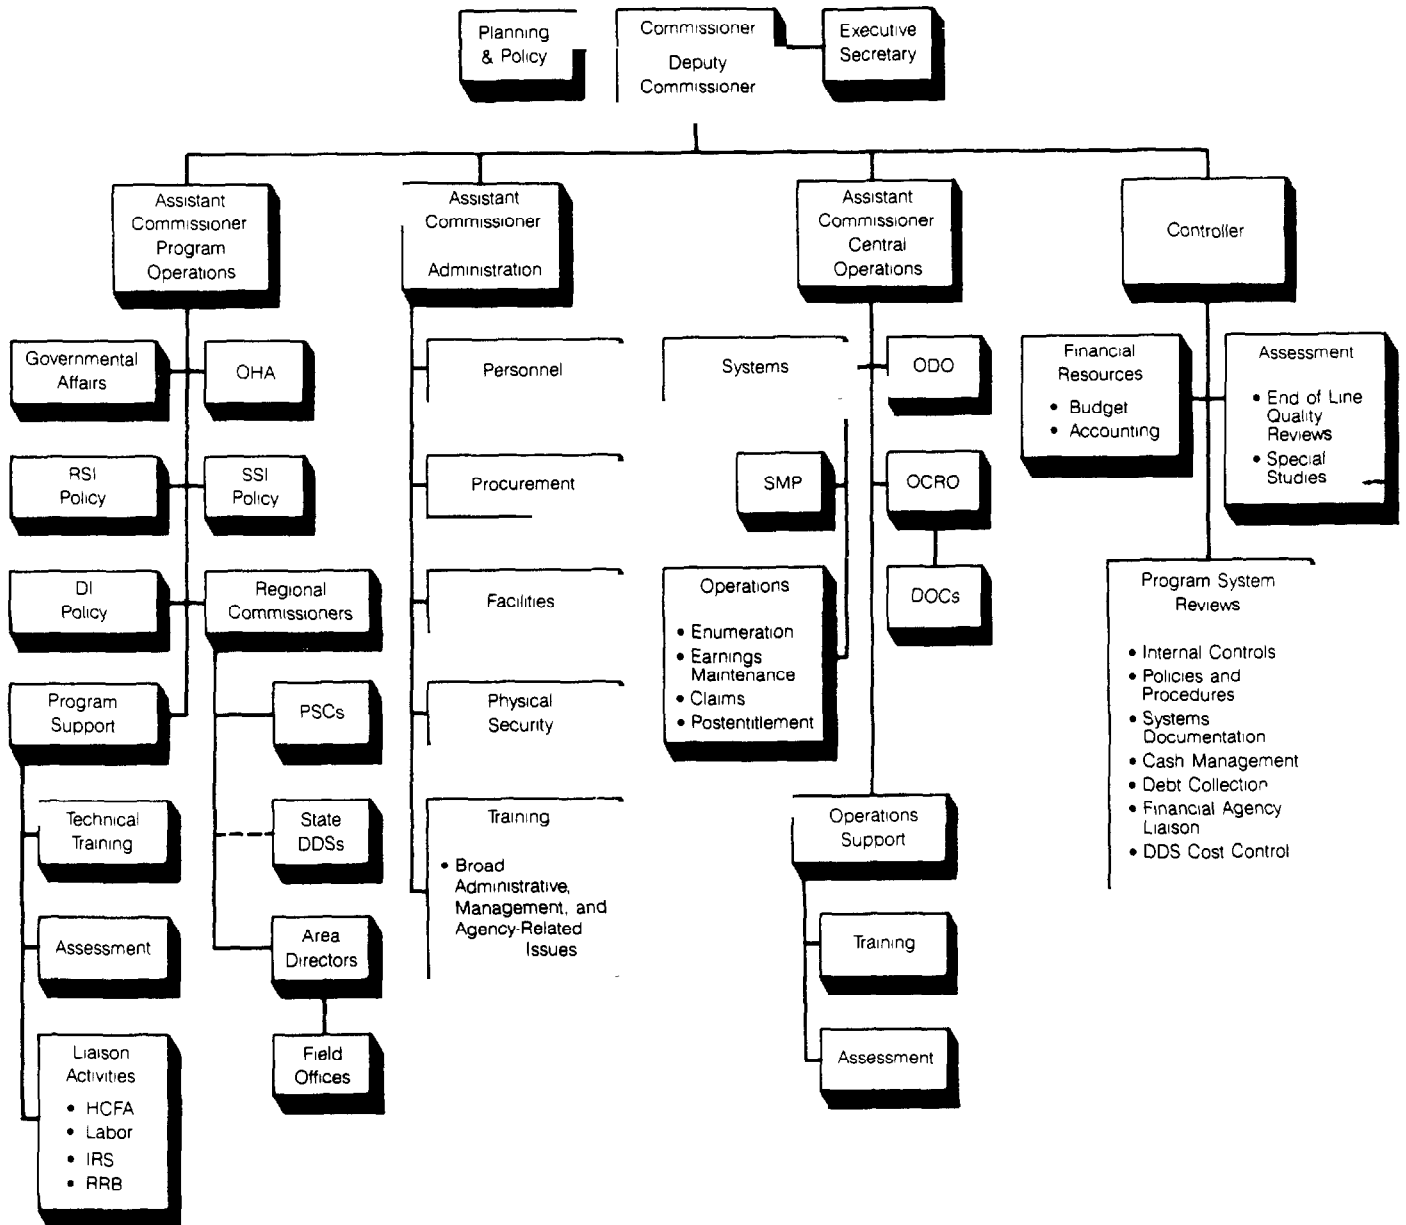 Planning
& Policy
Commissioner
Deputy
Commissioner
Executive
Secretary
Assistant
Commissioner
Program
Operations
Assistant
Commissioner
Administration
Assistant
Commissioner
Central
Operations
Controller
Governmental
Affairs
OHA
RSI
Policy
SSI
Policy
DI
Policy
Regional
Commissioners
Program
Support
PSCs
Technical
Training
State
DDSs
Assessment
Area
Directors
Liaison
Activities
• HCFA
• Labor
• IRS
• RRB
Field
Offices
Personnel
Procurement
Facilities
Physical
Security
Training
• Broad
Administrative,
Management, and
Agency-Related
Issues
Systems
ODO
SMP
OCRO
Operations
• Enumeration
• Earnings
Maintenance
• Claims
• Postentitlement
DOCs
Operations
Support
Training
Assessment
Financial
Resources
• Budget
• Accounting
Assessment
• End of Line
Quality
Reviews
• Special
Studies
Program System
Reviews
• Internal Controls
• Policies and
Procedures
• Systems
Documentation
• Cash Management
• Debt Collection
• Financial Agency
Liaison
• DDS Cost Control